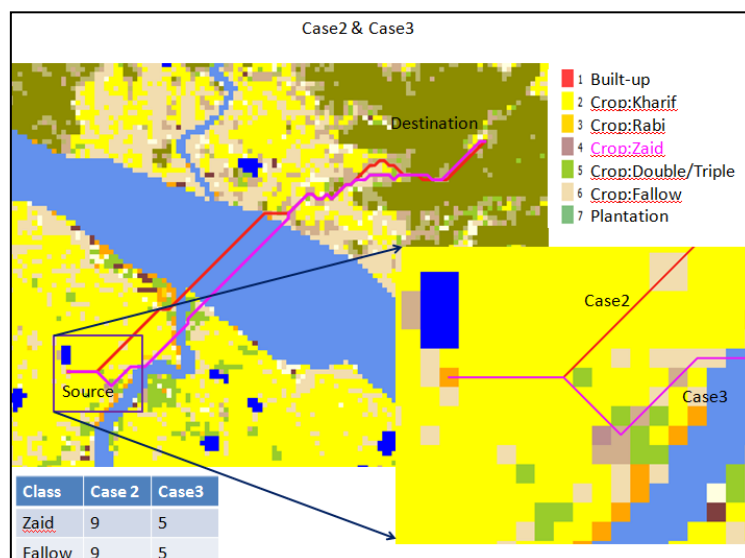 Case2 & Case3
Destination
Source
1 Built-up
2 Crop:Kharif
3 Crop:Rabi
4 Crop:Zaid
5 Crop:Double/Triple
6 Crop:Fallow
7 Plantation
Case2
Case3
Class Case 2 Case3
Zaid 9 5
Fallow 9 5